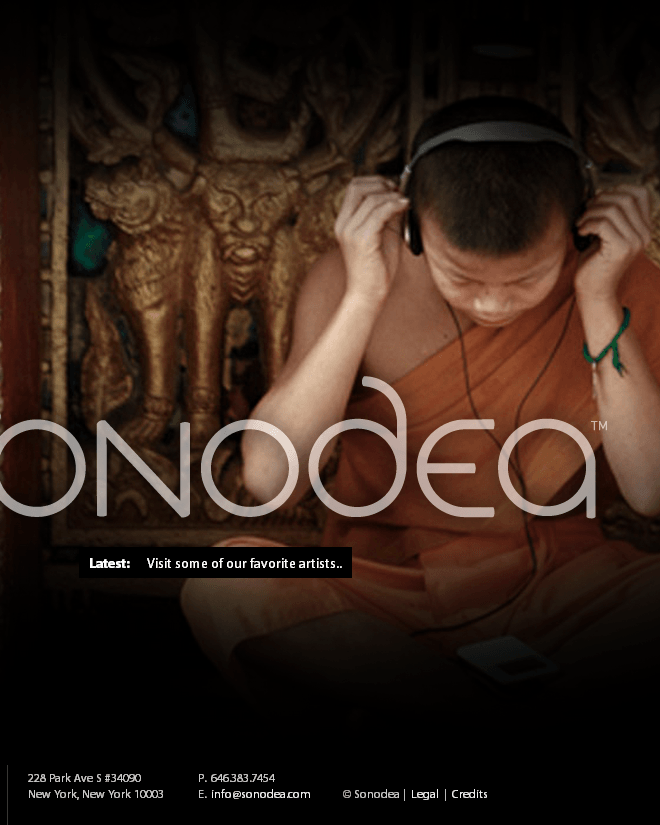 SONODEA™
Latest: Visit some of our favorite artists..
228 Park Ave S #34090
New York, New York 10003
P. 646.383.7454
E. info@sonodea.com
© Sonodea | Legal | Credits